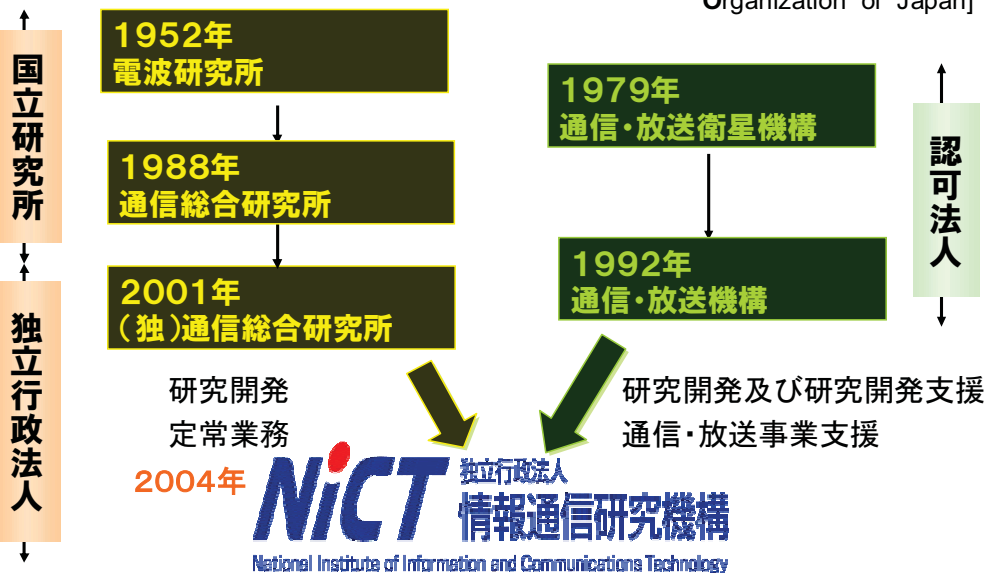 Organization of Japan]
国立研究所
1952年
電波研究所
1988年
通信総合研究所
2001年
(独)通信総合研究所
1979年
通信・放送衛星機構
1992年
通信・放送機構
認可法人
独立行政法人
研究開発
定常業務
研究開発及び研究開発支援
通信・放送事業支援
2004年
NiCT
独立行政法人
情報通信研究機構
National Institute of Information and Communications Technology